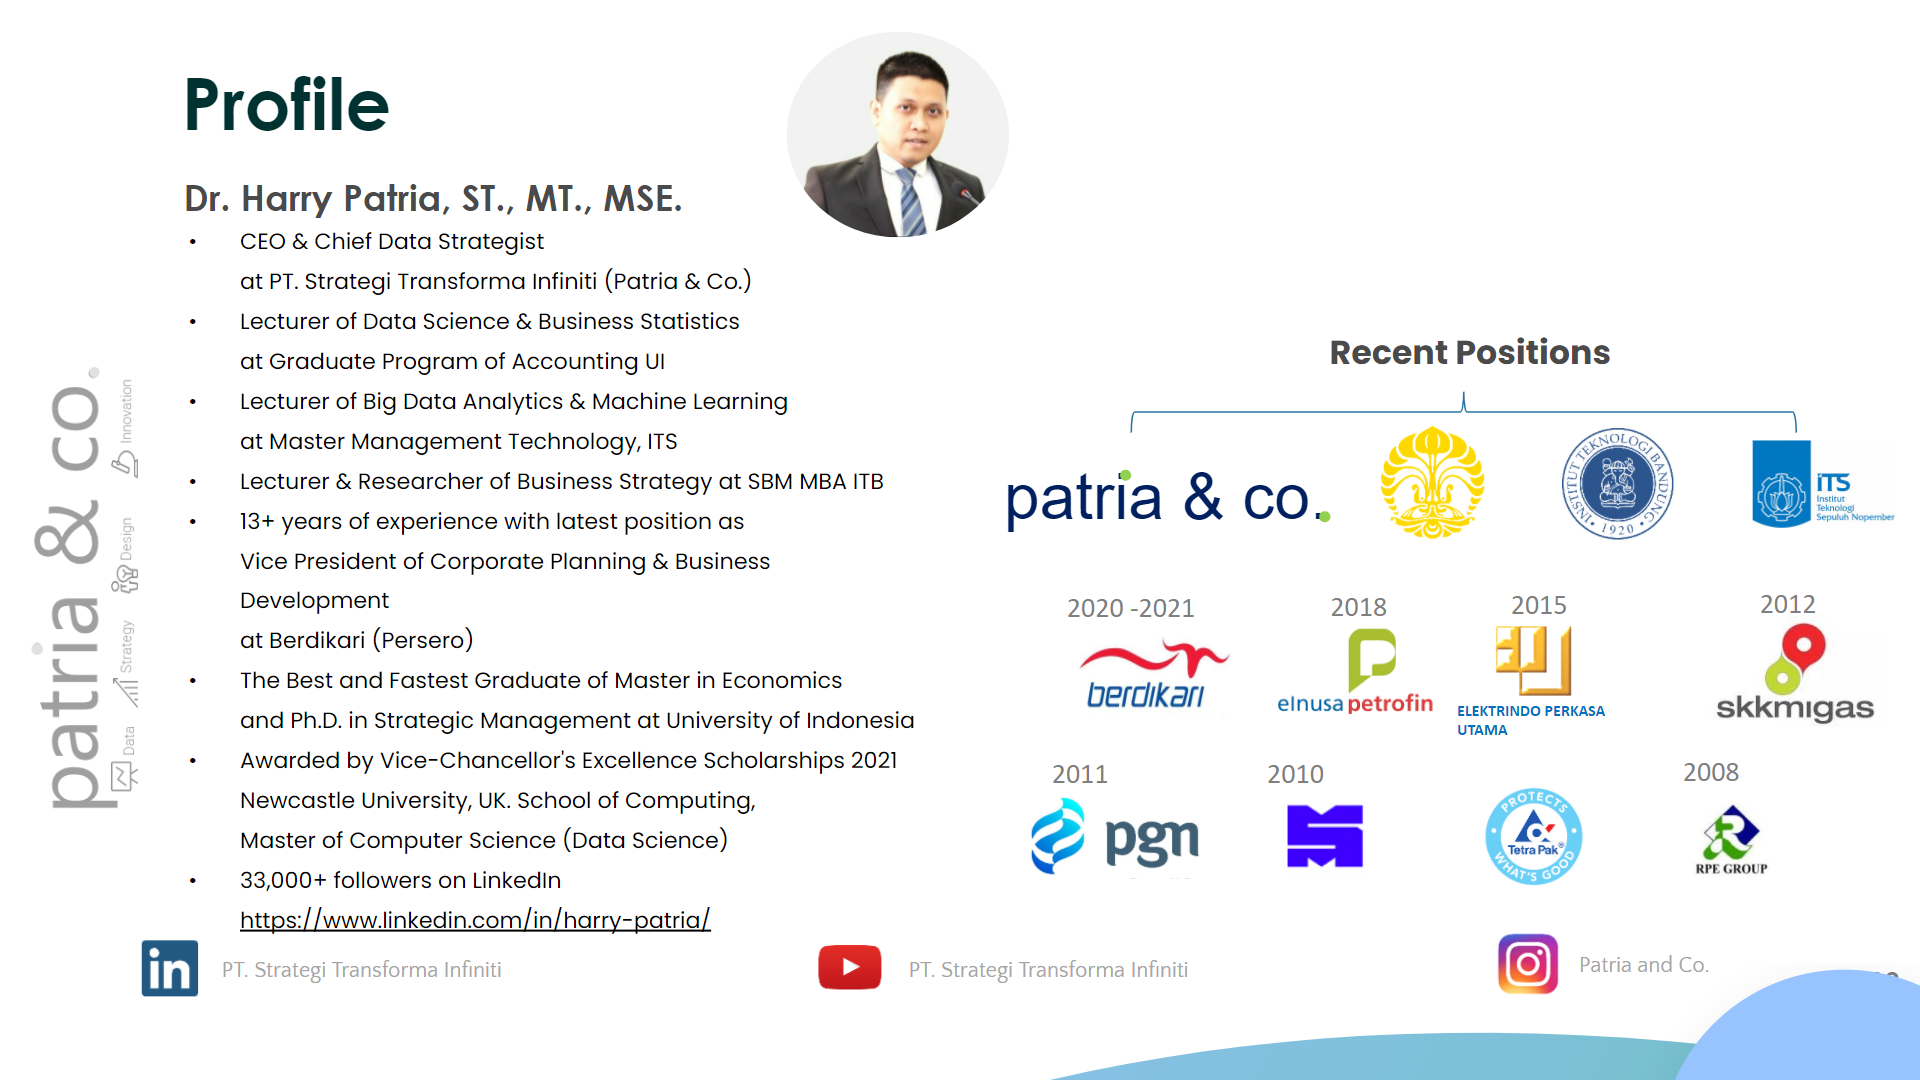 Profile
Dr. Harry Patria, ST., MT., MSE.
• CEO & Chief Data Strategist
at PT. Strategi Transforma Infiniti (Patria & Co.)
• Lecturer of Data Science & Business Statistics
at Graduate Program of Accounting UI
• Lecturer of Big Data Analytics & Machine Learning
at Master Management Technology, ITS
• Lecturer & Researcher of Business Strategy at SBM MBA ITB
• 13+ years of experience with latest position as
Vice President of Corporate Planning & Business
Development
at Berdikari (Persero)
• The Best and Fastest Graduate of Master in Economics
and Ph.D. in Strategic Management at University of Indonesia
• Awarded by Vice-Chancellor's Excellence Scholarships 2021
Newcastle University, UK. School of Computing,
Master of Computer Science (Data Science)
• 33,000+ followers on LinkedIn
https://www.linkedin.com/in/harry-patria/
patria & co.
Data
Strategy
Design
Innovation
Recent Positions
patria & co.
INSTITUT TEKNOLOGI BANDUNG
1920
iTS
Institut
Teknologi
Sepuluh Nopember
2020 -2021
berdikari
2018
elnusa petrofin
2015
ELEKTRINDO PERKASA
UTAMA
2012
skkmigas
2011
pgn
2010
PROTECTS
Tetra Pak®
WHAT'S GOOD
2008
RPE GROUP
in
PT. Strategi Transforma Infiniti
PT. Strategi Transforma Infiniti
Patria and Co.